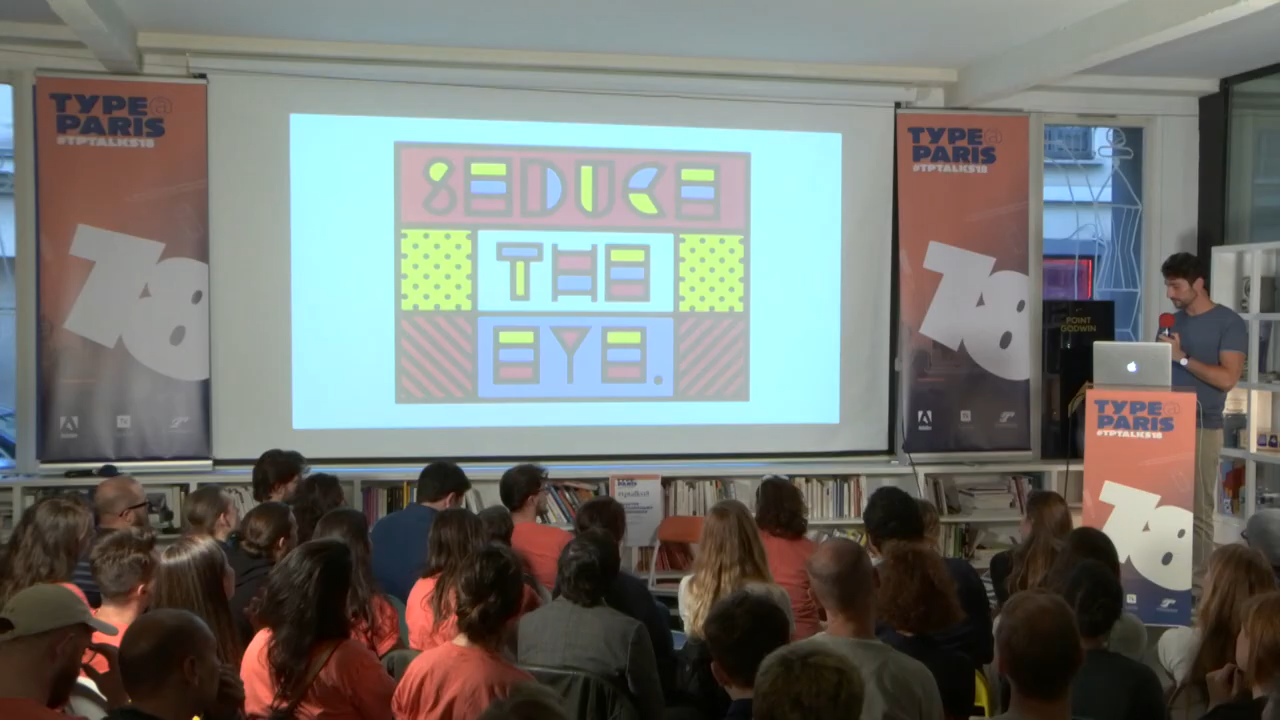 TYPE@
PARIS
#TPTALKS18
18
SEDUCE
THE
EYE.
TYPE@
PARIS
#TPTALKS18
18
POINT
GODWIN
TYPE@
PARIS
#TPTALKS18
18